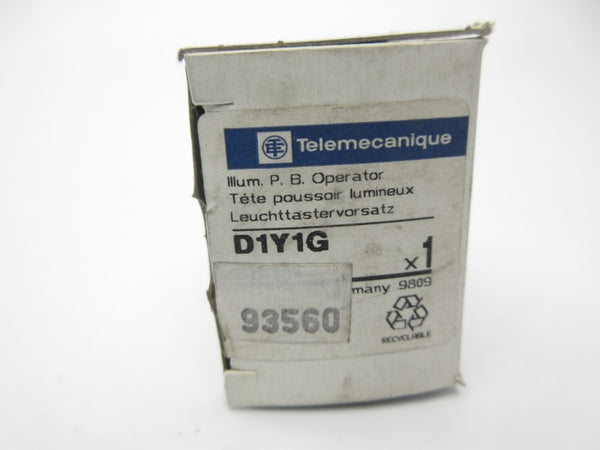 Telemecanique
Illum. P. B. Operator
Tête poussoir lumineux
Leuchttastervorsatz
D1Y1G
x1
many 9809
93560
RECYCLABLE